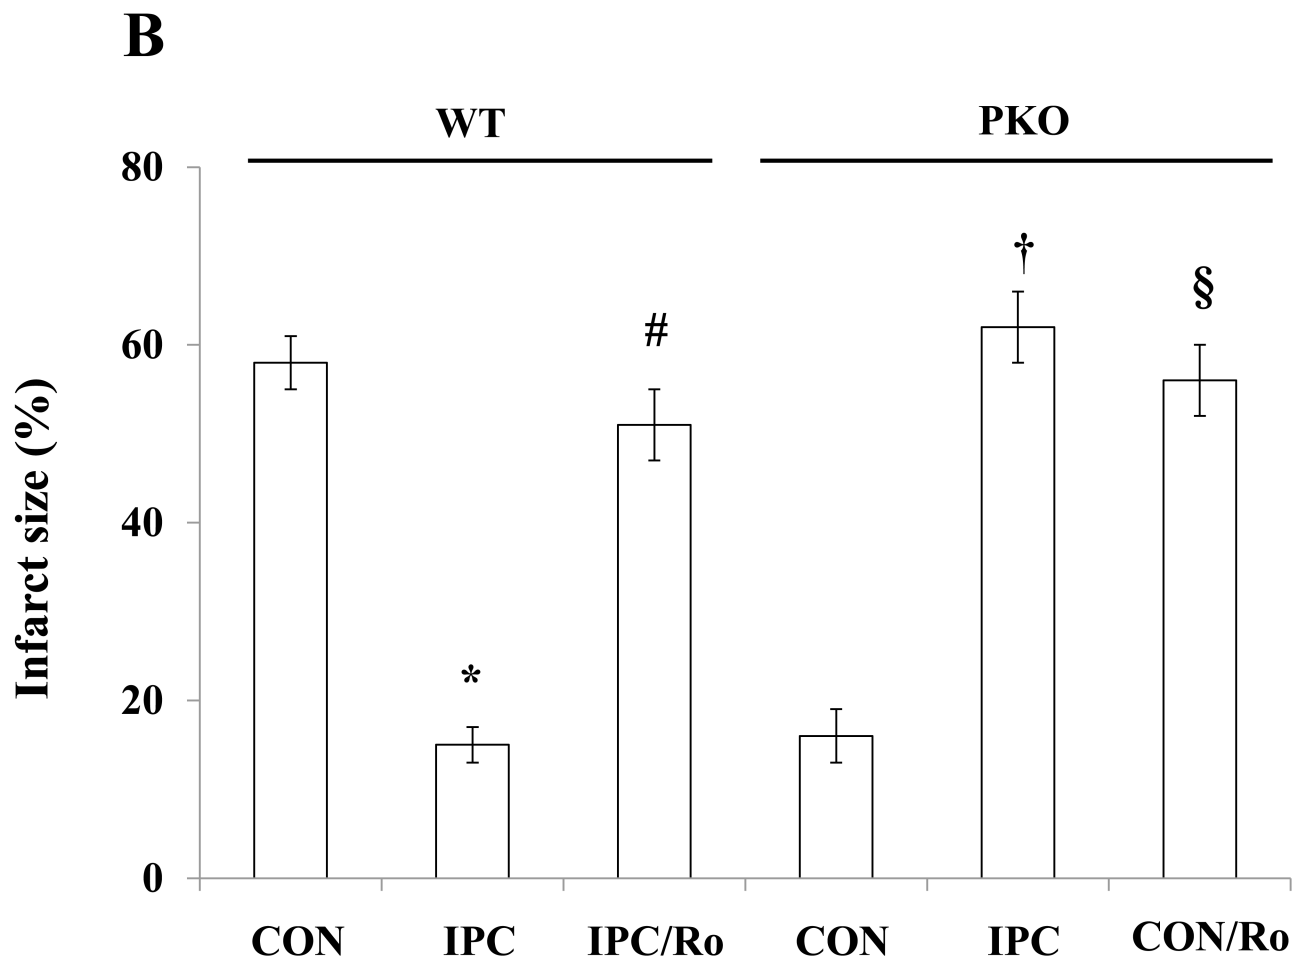 B
WT PKO
80
60
40
20
0
Infarct size (%)
*
#
†
§
CON IPC IPC/Ro CON IPC CON/Ro